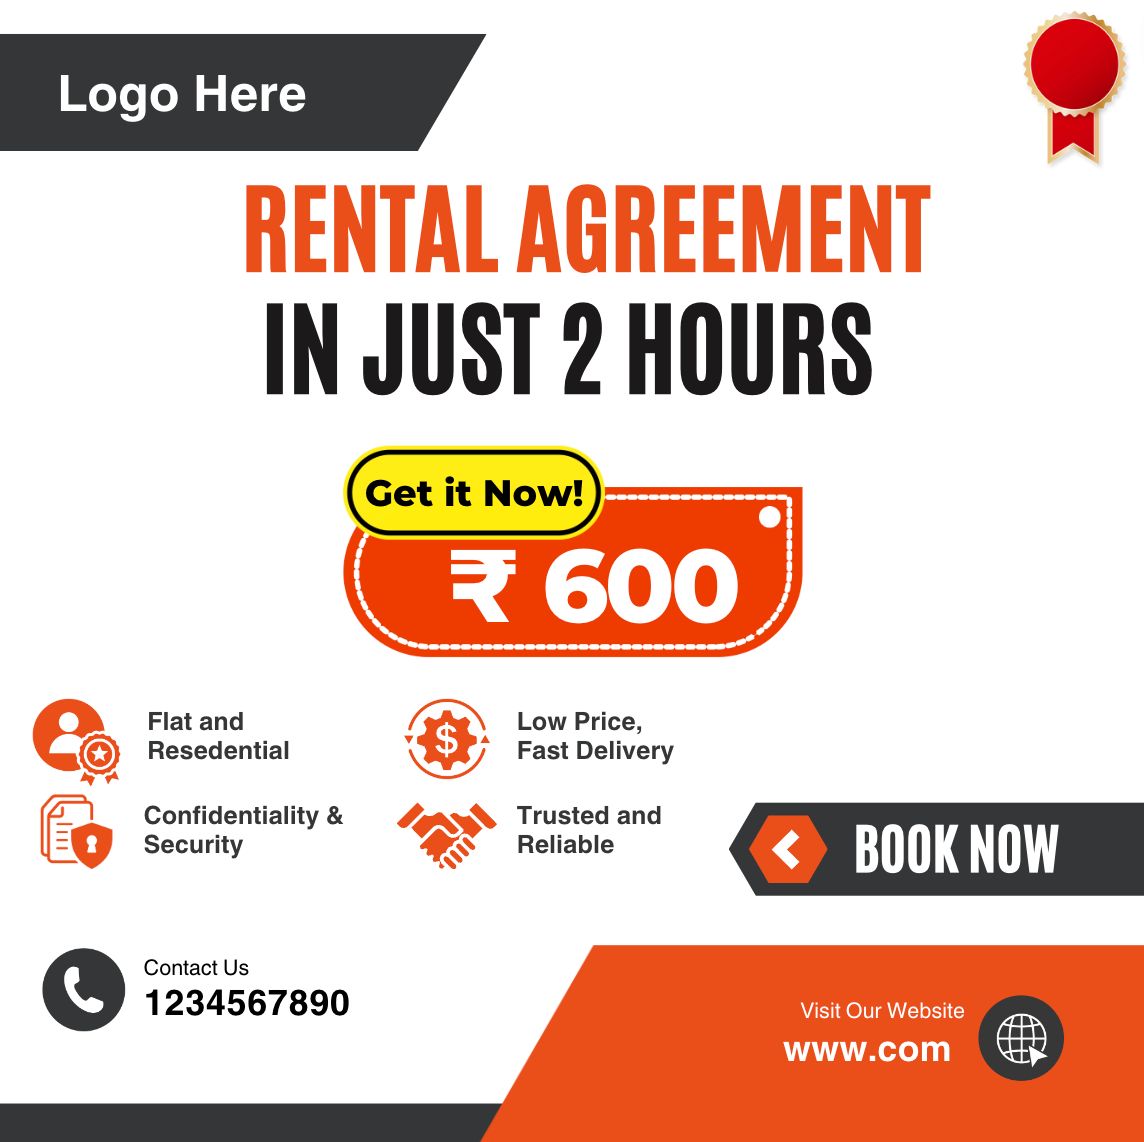 Logo Here
RENTAL AGREEMENT
IN JUST 2 HOURS
Get it Now!
₹ 600
Flat and
Resedential
Low Price,
Fast Delivery
Confidentiality &
Security
Trusted and
Reliable
BOOK NOW
Contact Us
1234567890
Visit Our Website
www.com